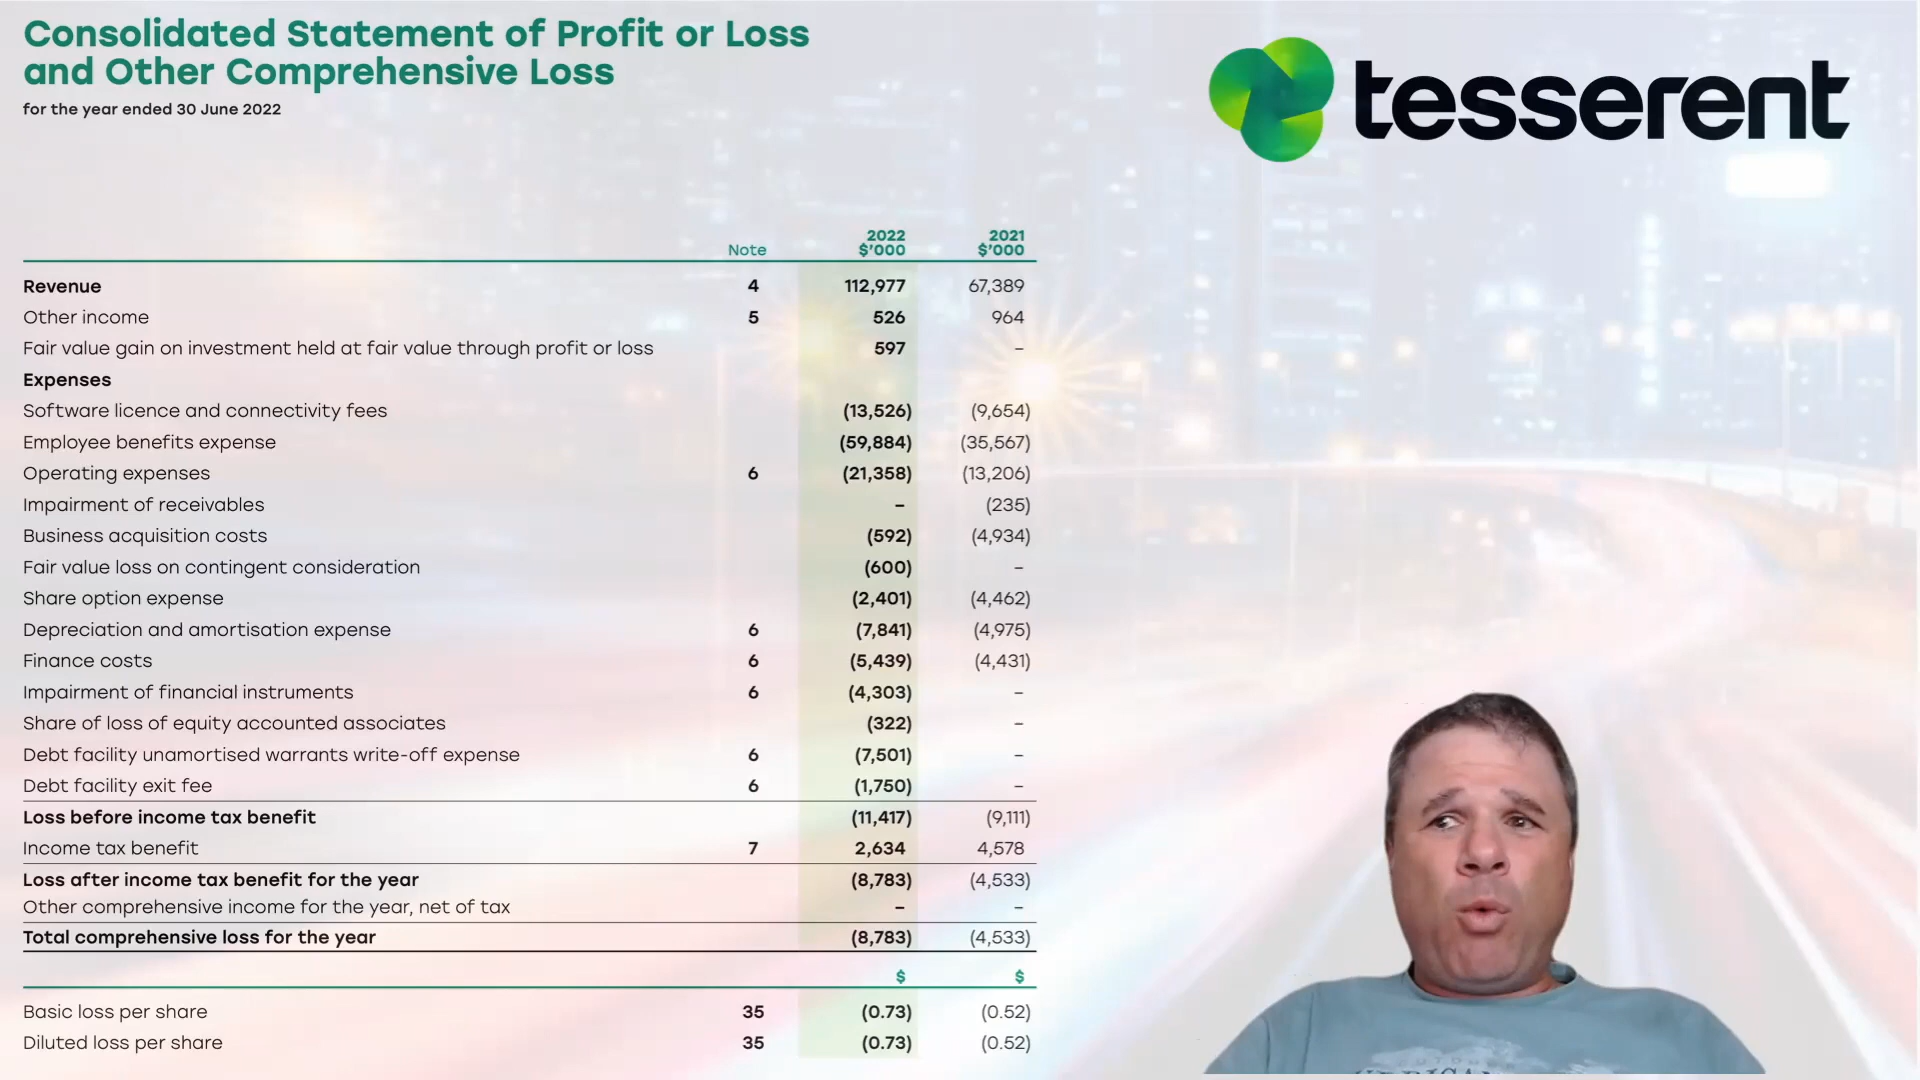 Consolidated Statement of Profit or Loss
and Other Comprehensive Loss
for the year ended 30 June 2022
tesserent
Note 2022 $'000 2021 $'000
Revenue 4 112,977 67,389
Other income 5 526 964
Fair value gain on investment held at fair value through profit or loss 597 –
Expenses
Software licence and connectivity fees (13,526) (9,654)
Employee benefits expense (59,884) (35,567)
Operating expenses 6 (21,358) (13,206)
Impairment of receivables – (235)
Business acquisition costs (592) (4,934)
Fair value loss on contingent consideration (600) –
Share option expense (2,401) (4,462)
Depreciation and amortisation expense 6 (7,841) (4,975)
Finance costs 6 (5,439) (4,431)
Impairment of financial instruments 6 (4,303) –
Share of loss of equity accounted associates (322) –
Debt facility unamortised warrants write-off expense 6 (7,501) –
Debt facility exit fee 6 (1,750) –
Loss before income tax benefit (11,417) (9,111)
Income tax benefit 7 2,634 4,578
Loss after income tax benefit for the year (8,783) (4,533)
Other comprehensive income for the year, net of tax – –
Total comprehensive loss for the year (8,783) (4,533)
$ $
Basic loss per share 35 (0.73) (0.52)
Diluted loss per share 35 (0.73) (0.52)